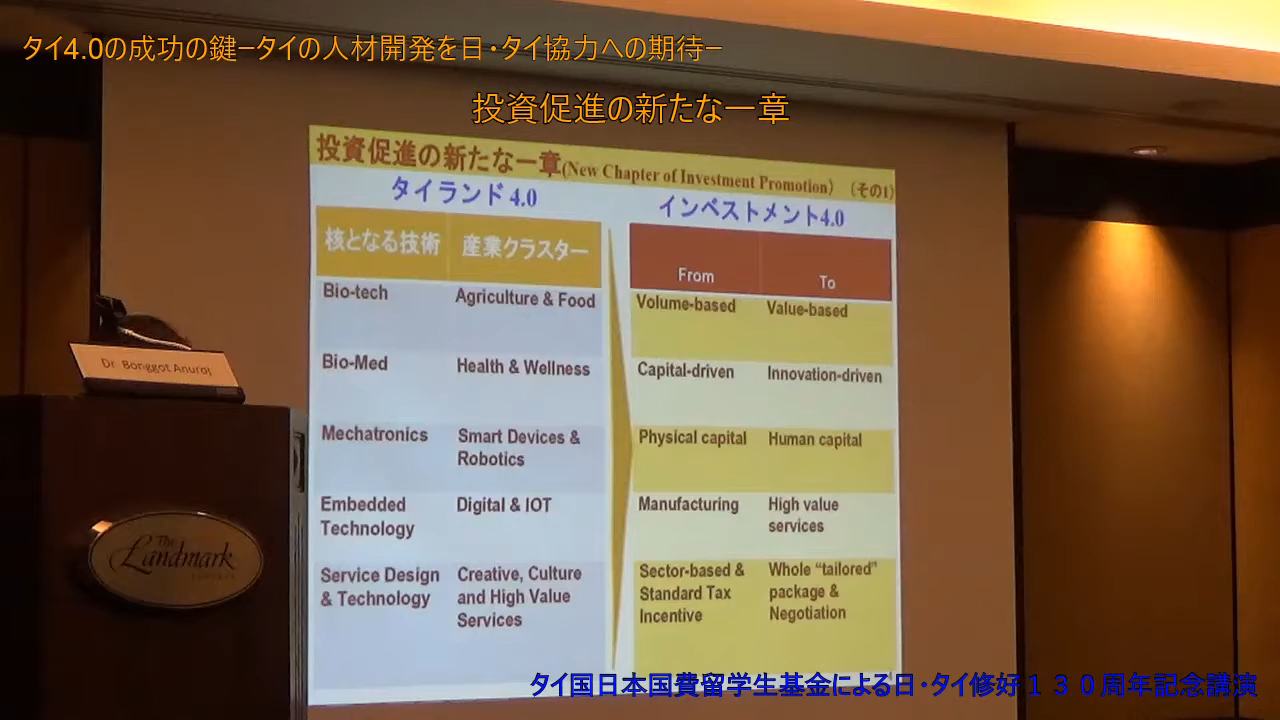 タイ4.0の成功の鍵−タイの人材開発を日・タイ協力への期待−
投資促進の新たな一章
投資促進の新たな一章(New Chapter of Investment Promotion)（その1）
タイランド 4.0
インベストメント4.0
核となる技術 産業クラスター
From To
Bio-tech Agriculture & Food
Volume-based Value-based
Bio-Med Health & Wellness
Capital-driven Innovation-driven
Mechatronics Smart Devices &
Robotics
Physical capital Human capital
Embedded
Technology
Digital & IOT
Manufacturing High value
services
Service Design
& Technology
Creative, Culture
and High Value
Services
Sector-based &
Standard Tax
Incentive
Whole “tailored”
package &
Negotiation
Dr. Bonggot Anuroj
The
Landmark
タイ国日本国費留学生基金による日・タイ修好１３０周年記念講演